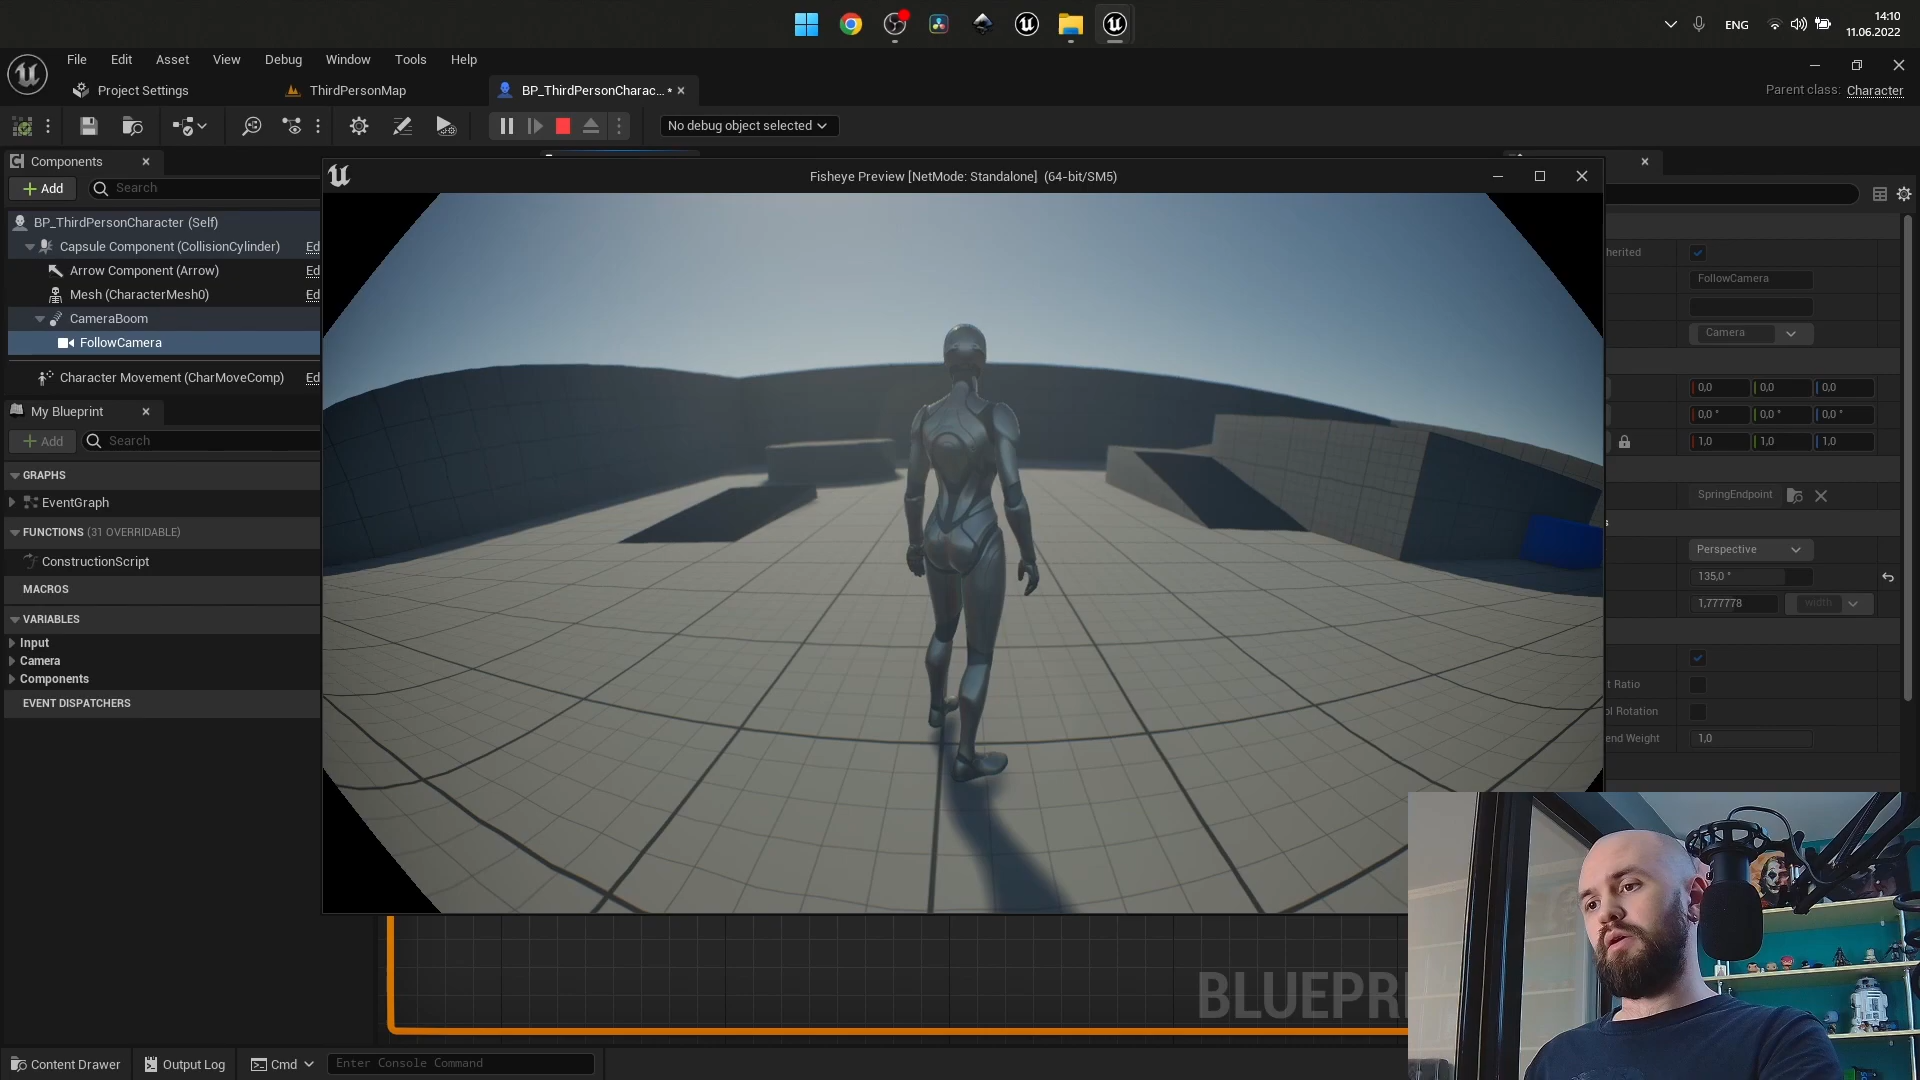 ENG
14:10
11.06.2022
File Edit Asset View Debug Window Tools Help
Project Settings
ThirdPersonMap
BP_ThirdPersonCharac... •
Parent class: Character
No debug object selected
Components
Add
Search
BP_ThirdPersonCharacter (Self)
Capsule Component (CollisionCylinder) Ed
Arrow Component (Arrow) Ed
Mesh (CharacterMesh0) Ed
CameraBoom
FollowCamera
Character Movement (CharMoveComp) Ed
My Blueprint
Add
Search
GRAPHS
EventGraph
FUNCTIONS (31 OVERRIDABLE)
ConstructionScript
MACROS
VARIABLES
Input
Camera
Components
EVENT DISPATCHERS
Fisheye Preview [NetMode: Standalone] (64-bit/SM5)
herited
FollowCamera
Camera
0,0 0,0 0,0
0,0 ° 0,0 ° 0,0 °
1,0 1,0 1,0
SpringEndpoint
Perspective
135,0 °
1,777778 width
t Ratio
ol Rotation
end Weight 1,0
BLUEPRI
Content Drawer
Output Log
Cmd
Enter Console Command